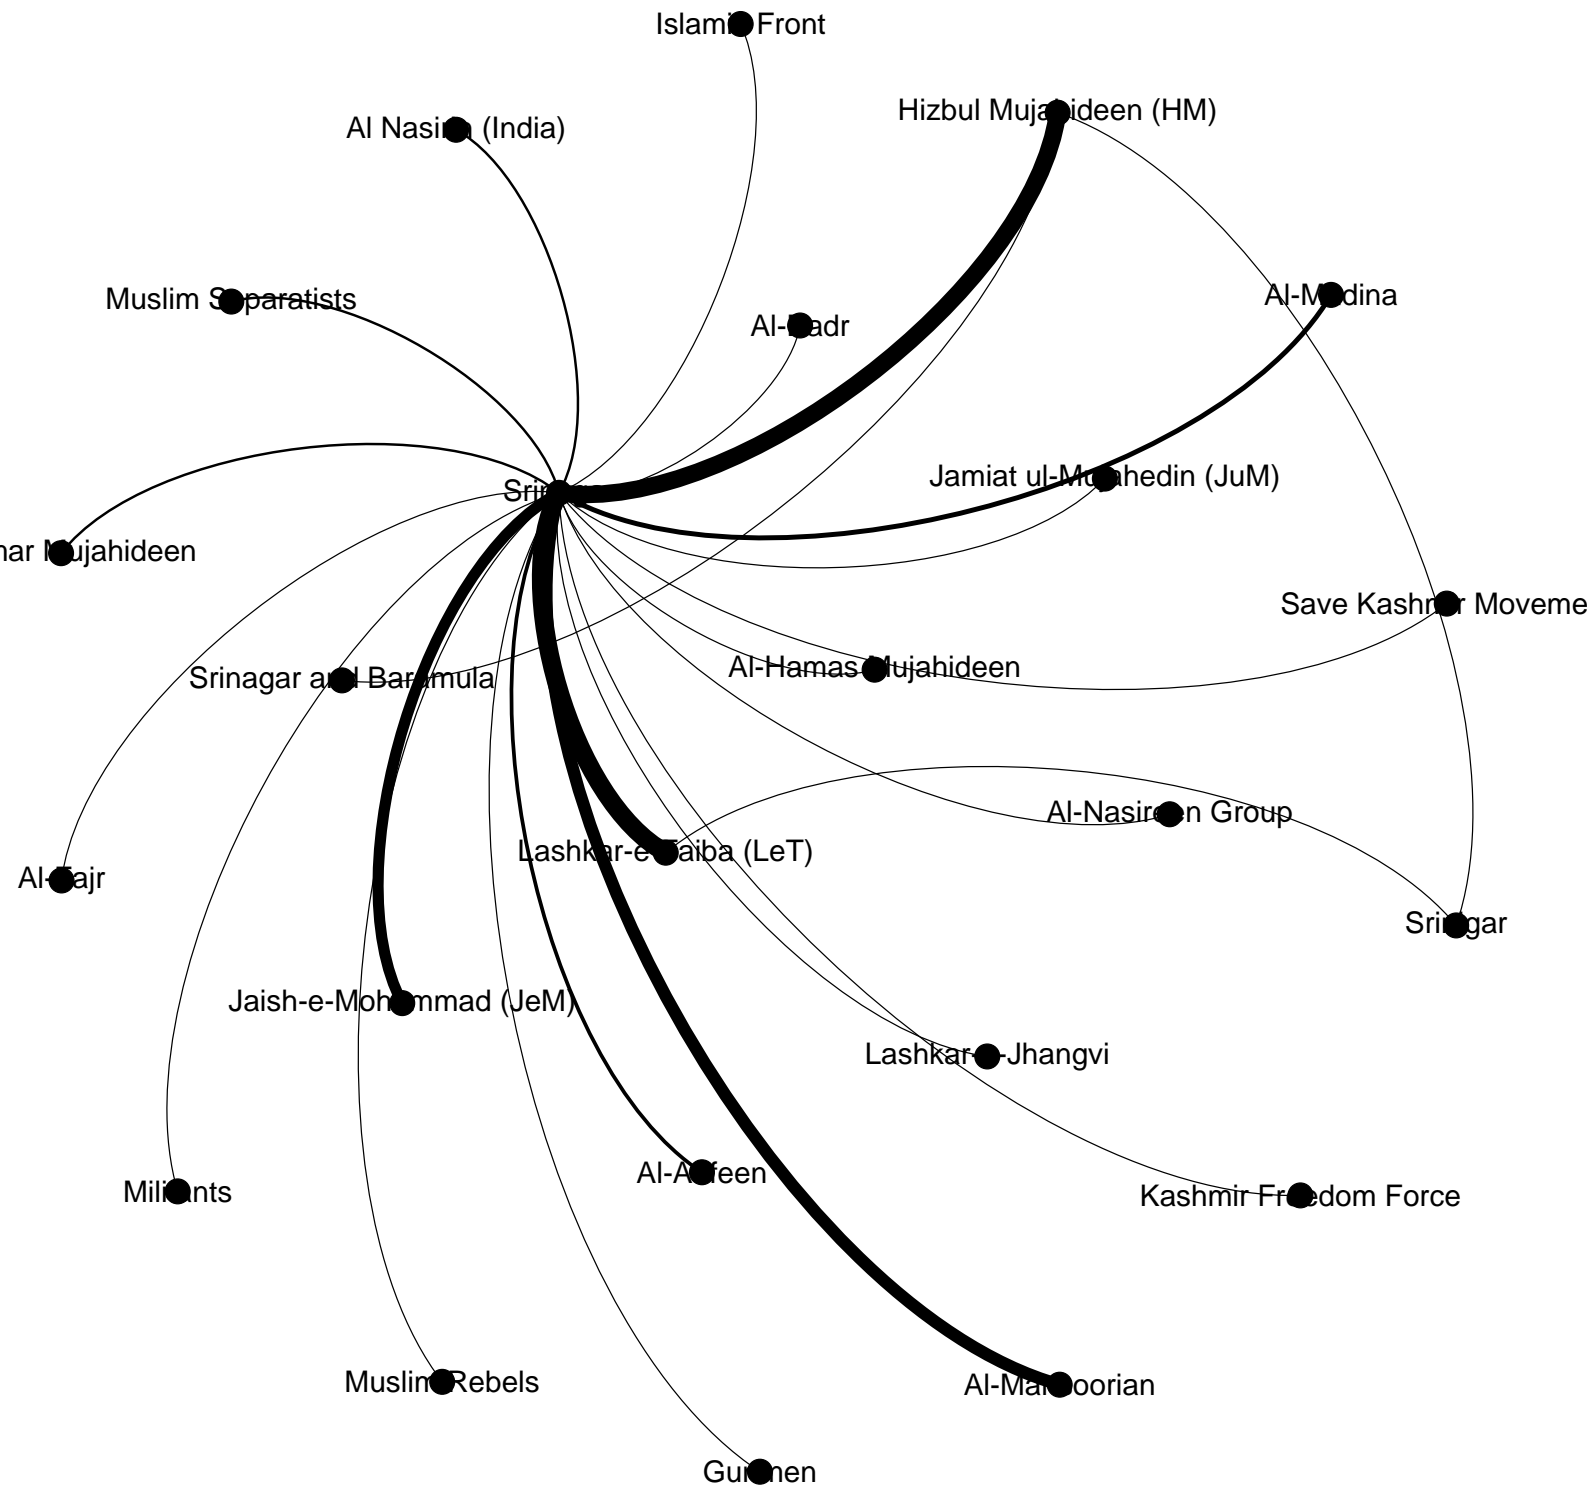 Islamic Front
Hizbul Mujahideen (HM)
Al (India)
Al-Madina
Muslim Separatists
Al-Badr
Jamiat ul-Mujahedin (JuM)
Srinagar
Mujahideen
Save Kashmir Moveme
Al-Hamas Mujahideen
Srinagar and Baramula
Al-Nasireen Group
Lashkar-e-Taiba (LeT)
Al-Fajr
Srinagar
Jaish-e-Mohammad (JeM)
Lashkar-e-Jhangvi
Al-Arifeen
Militants
Kashmir Freedom Force
Muslim Rebels
Al-Mansoorian
Gunmen